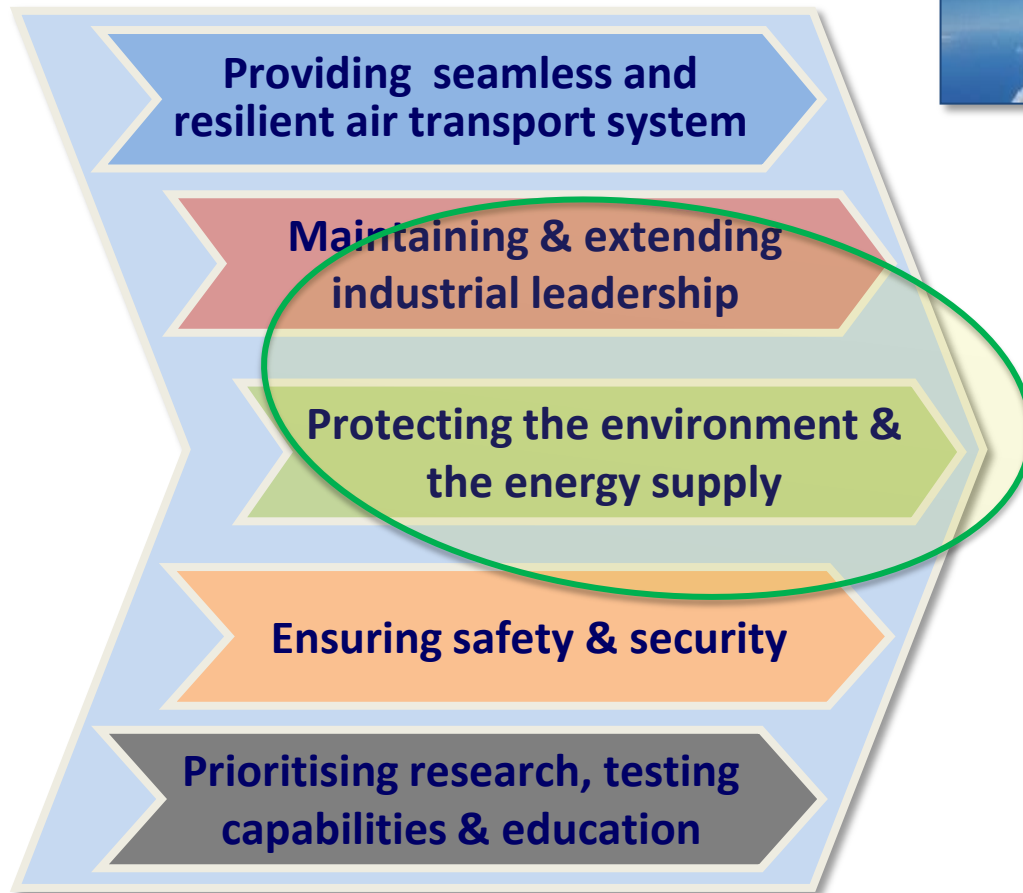 Providing seamless and
resilient air transport system
Maintaining & extending
industrial leadership
Protecting the environment &
the energy supply
Ensuring safety & security
Prioritising research, testing
capabilities & education